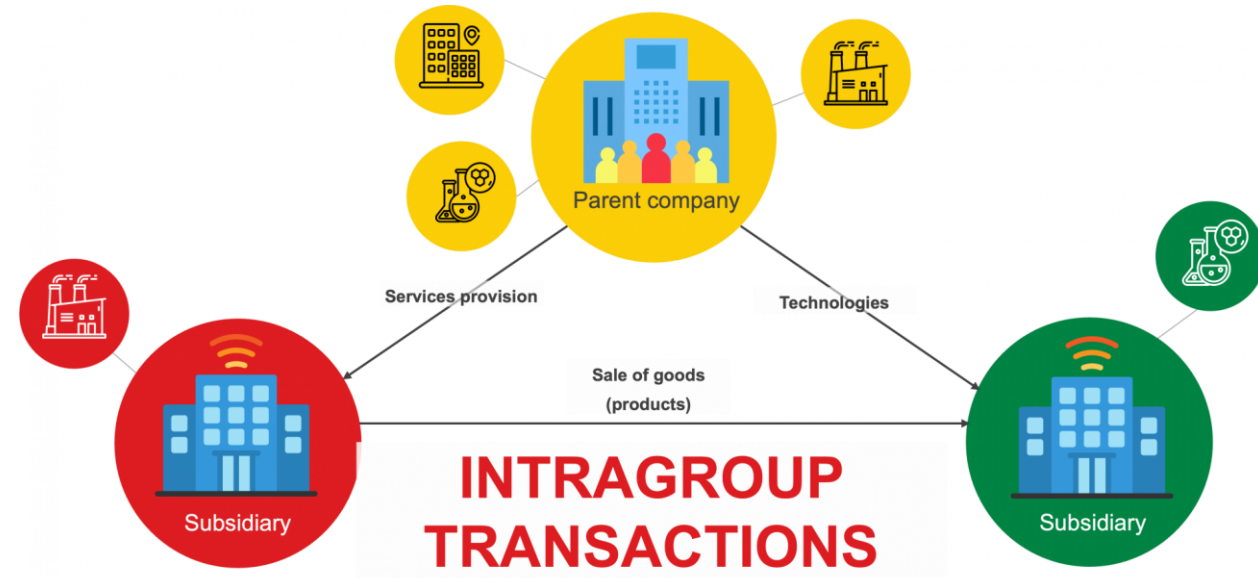 Parent company
Services provision
Technologies
Sale of goods
(products)
Subsidiary
Subsidiary
INTRAGROUP
TRANSACTIONS